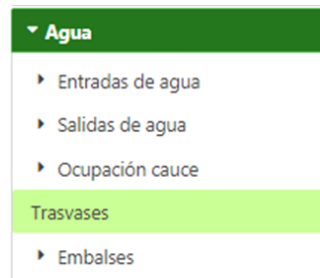 Agua
Entradas de agua
Salidas de agua
Ocupación cauce
Trasvases
Embalses